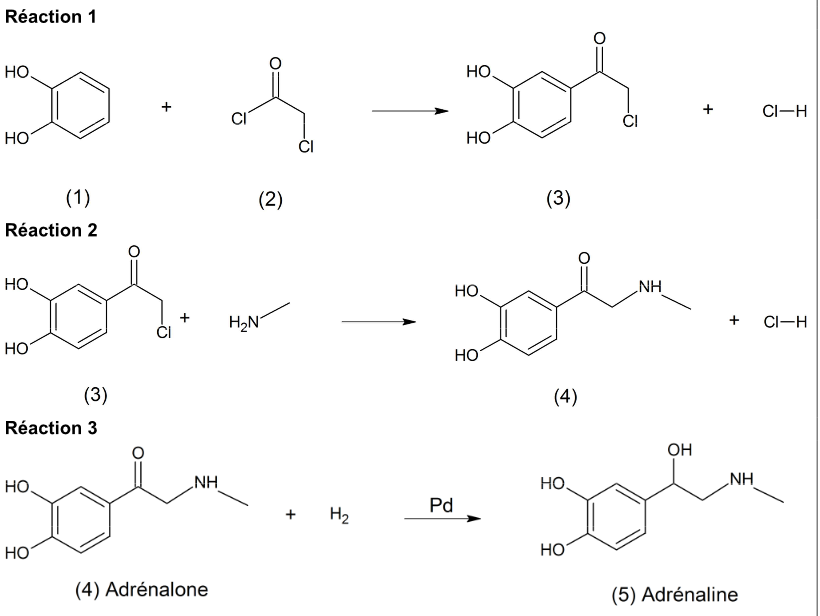 Réaction 1
HO
HO
+
O
Cl
Cl
HO
HO
O
Cl
+
Cl—H
(1)
(2)
(3)
Réaction 2
HO
HO
O
Cl
+
H2N
HO
HO
O
NH
+
Cl—H
(3)
(4)
Réaction 3
HO
HO
O
NH
+
H2
Pd
HO
HO
OH
NH
(4) Adrénalone
(5) Adrénaline